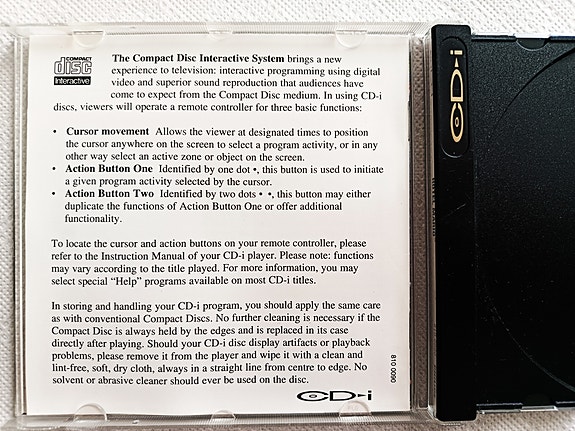 COMPACT
disc
Interactive
The Compact Disc Interactive System brings a new
experience to television: interactive programming using digital
video and superior sound reproduction that audiences have
come to expect from the Compact Disc medium. In using CD-i
discs, viewers will operate a remote controller for three basic functions:
• Cursor movement Allows the viewer at designated times to position
the cursor anywhere on the screen to select a program activity, or in any
other way select an active zone or object on the screen.
• Action Button One Identified by one dot •, this button is used to initiate
a given program activity selected by the cursor.
• Action Button Two Identified by two dots • •, this button may either
duplicate the functions of Action Button One or offer additional
functionality.
To locate the cursor and action buttons on your remote controller, please
refer to the Instruction Manual of your CD-i player. Please note: functions
may vary according to the title played. For more information, you may
select special “Help” programs available on most CD-i titles.
In storing and handling your CD-i program, you should apply the same care
as with conventional Compact Discs. No further cleaning is necessary if the
Compact Disc is always held by the edges and is replaced in its case
directly after playing. Should your CD-i disc display artifacts or playback
problems, please remove it from the player and wipe it with a clean and
lint-free, soft, dry cloth, always in a straight line from centre to edge. No
solvent or abrasive cleaner should ever be used on the disc.
810 0090
CD-i
CD-i